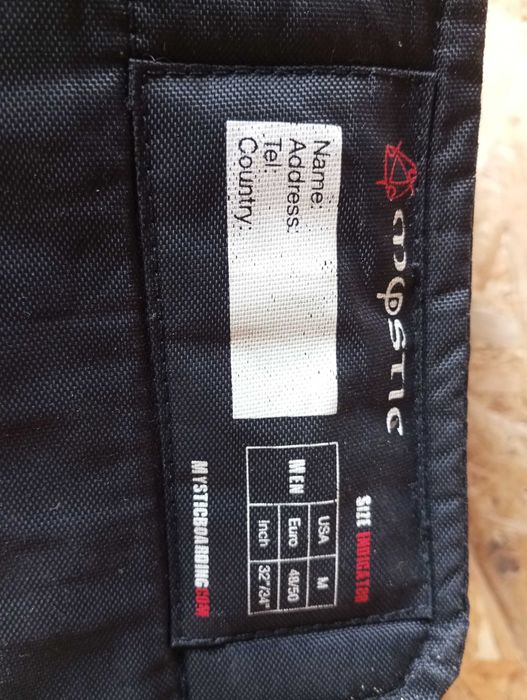 MYSTIC
Name:
Address:
Tel:
Country:
SIZE INDICATOR
MEN
USA M
Euro 48/50
Inch 32"/34"
MYSTICBOARDING.COM